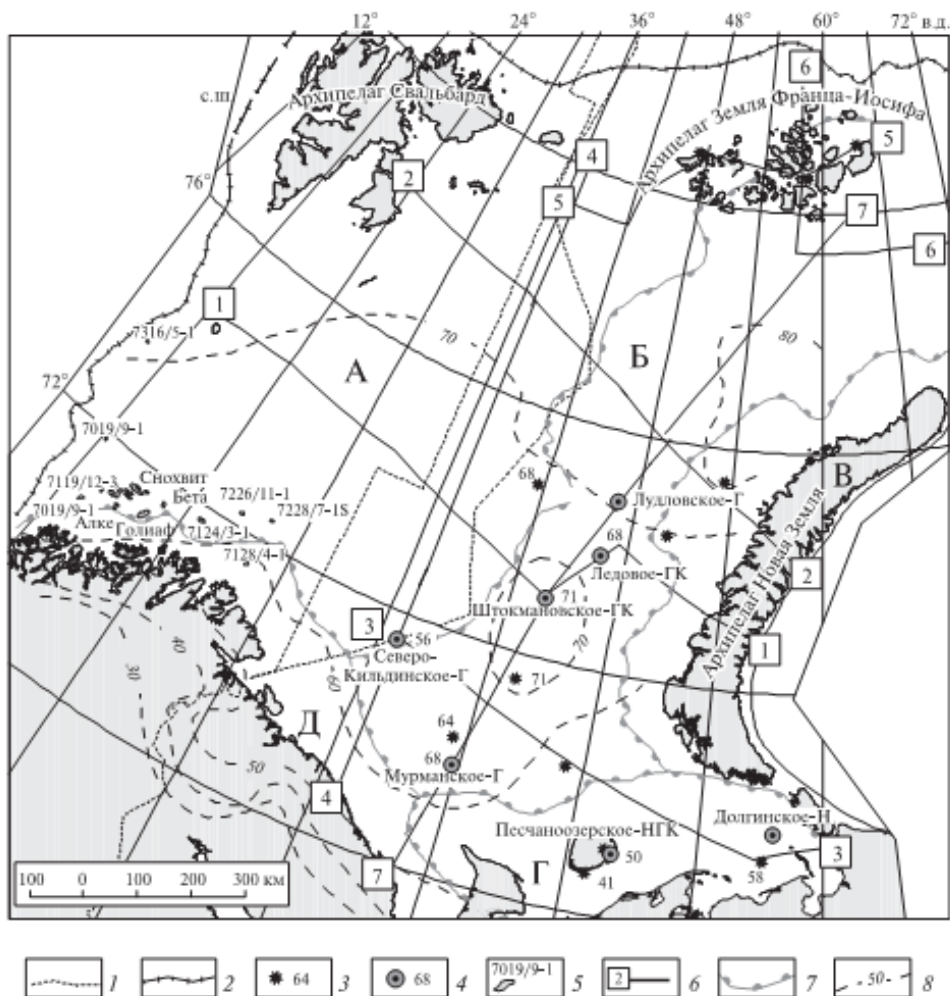 12° 24° 36° 48° 60° 72° в.д.
с.ш.
Архипелаг Свальбард
Архипелаг Земля Франца-Иосифа
6
4
5
2
5
7
6
76°
1
7316/5-1
70
80
А
Б
72°
7019/9-1
7119/12-3
Снохвит
Бета
7226/11-1
7228/7-1S
7019/9-1
Алке
Голиаф
7124/3-1
7128/4-1
68
Лудловское-Г
В
Архипелаг Новая Земля
68
Ледовое-ГК
71
Штокмановское-ГК
2
3
56
Северо-
Кильдинское-Г
70
1
40
30
60
71
Д
64
68
Мурманское-Г
50
4
Долгинское-Н
Песчаноозерское-НГК
50
3
58
7
Г
41
100 0 100 200 300 км
1
2
64 3
68 4
7019/9-1 5
2 6
7
50 8